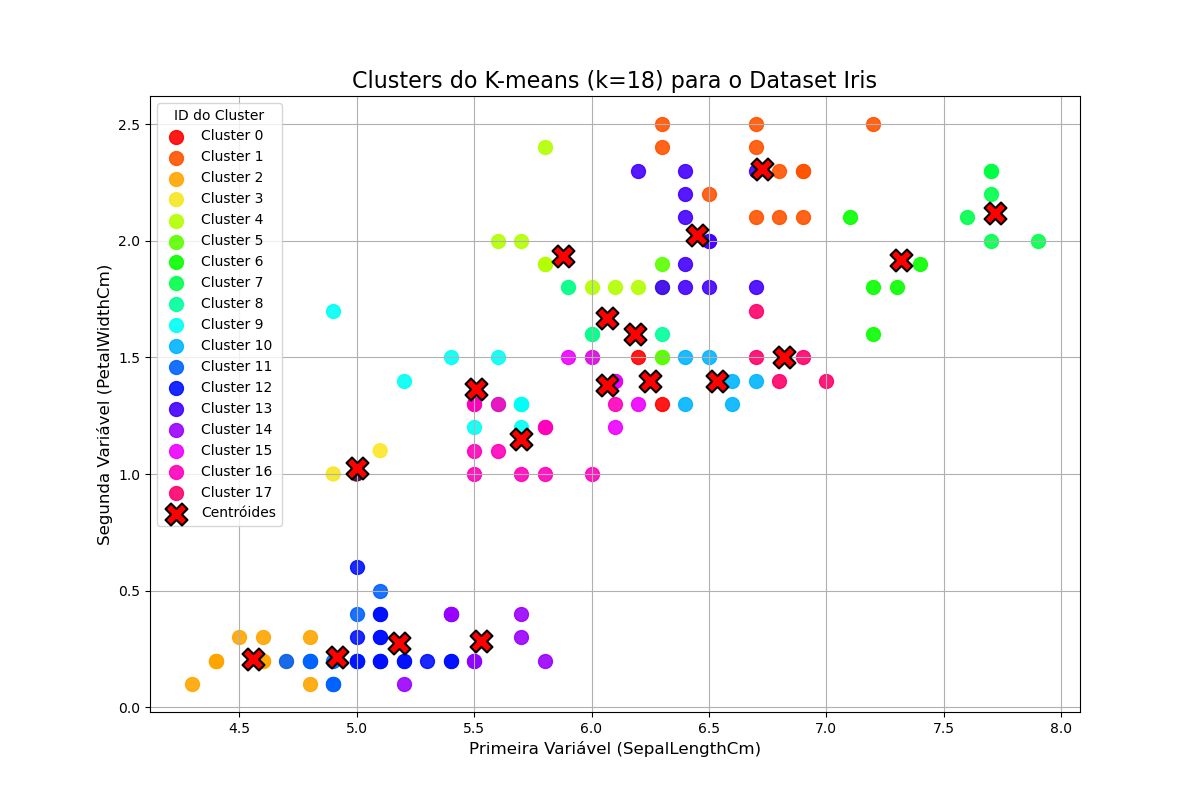 Clusters do K-means (k=18) para o Dataset Iris
ID do Cluster
Cluster 0
Cluster 1
Cluster 2
Cluster 3
Cluster 4
Cluster 5
Cluster 6
Cluster 7
Cluster 8
Cluster 9
Cluster 10
Cluster 11
Cluster 12
Cluster 13
Cluster 14
Cluster 15
Cluster 16
Cluster 17
Centróides
Segunda Variável (PetalWidthCm)
2.5
2.0
1.5
1.0
0.5
0.0
4.5 5.0 5.5 6.0 6.5 7.0 7.5 8.0
Primeira Variável (SepalLengthCm)